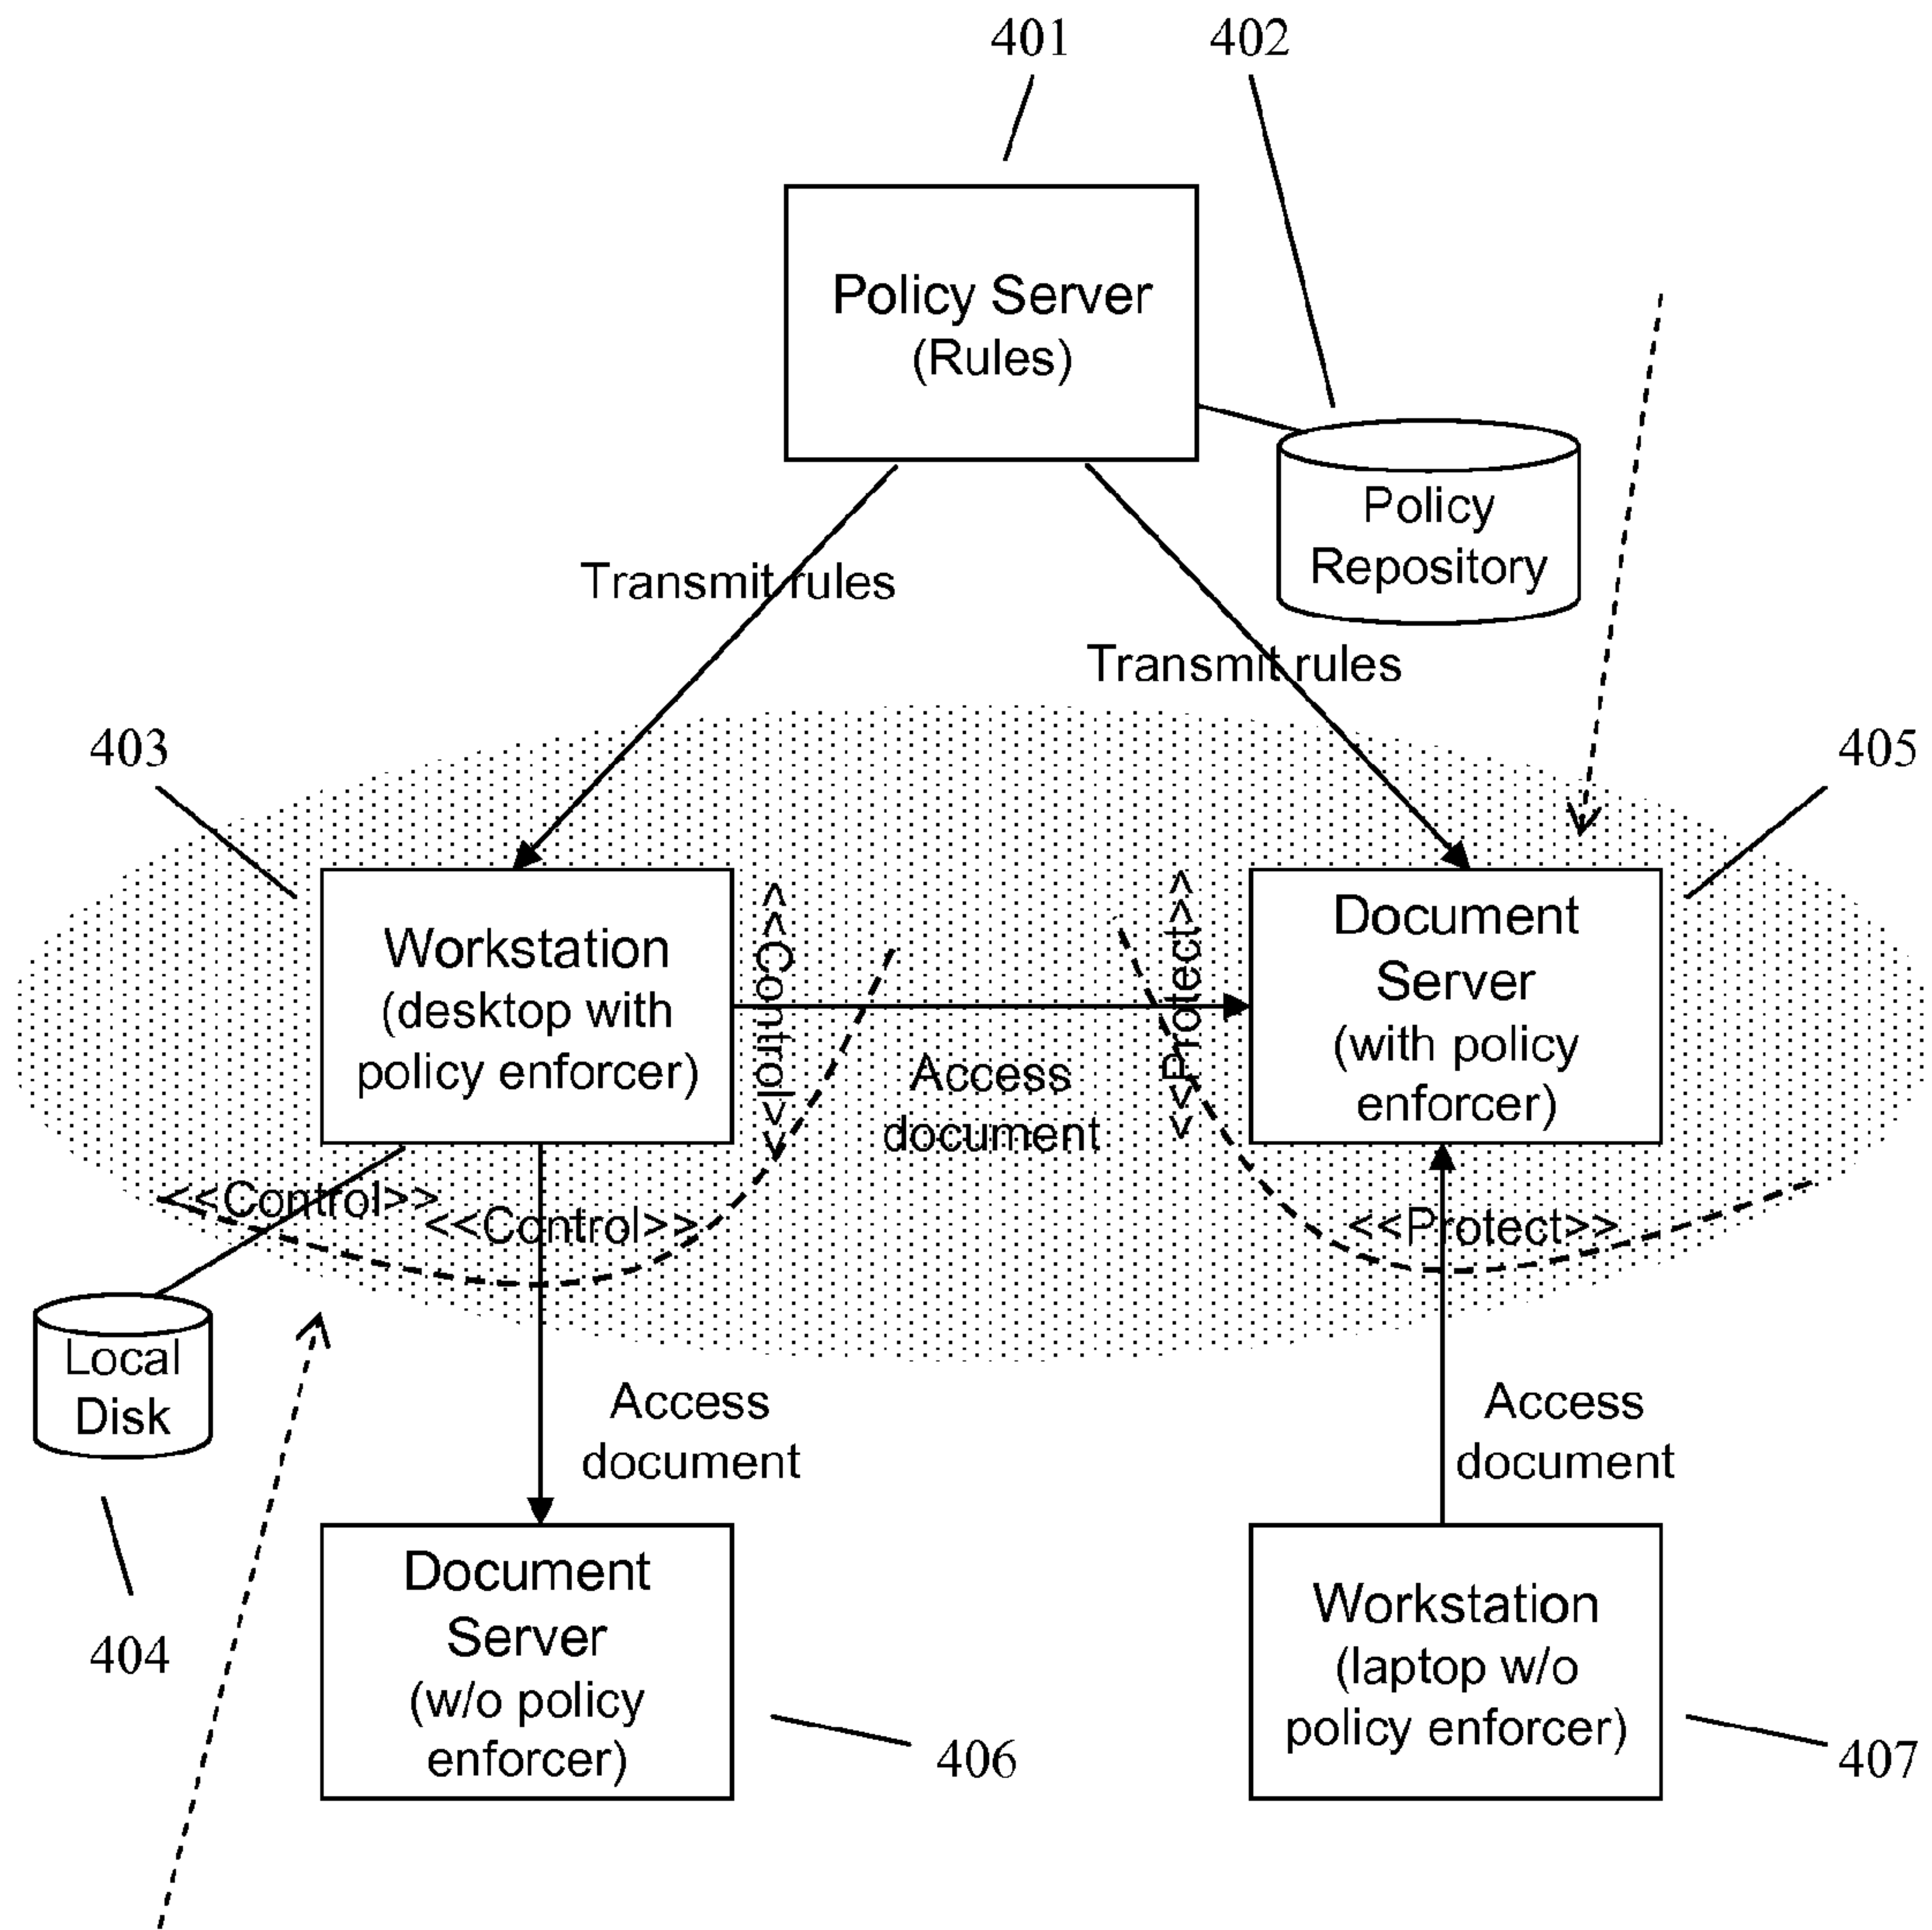 401
402
Policy Server
(Rules)
Policy
Repository
Transmit rules
Transmit rules
403
405
Workstation
(desktop with
policy enforcer)
<<Control>>
<<Protect>>
Document
Server
(with policy
enforcer)
Access
document
<<Control>>
<<Control>>
<<Protect>>
Local
Disk
Access
document
Access
document
404
Document
Server
(w/o policy
enforcer)
406
Workstation
(laptop w/o
policy enforcer)
407